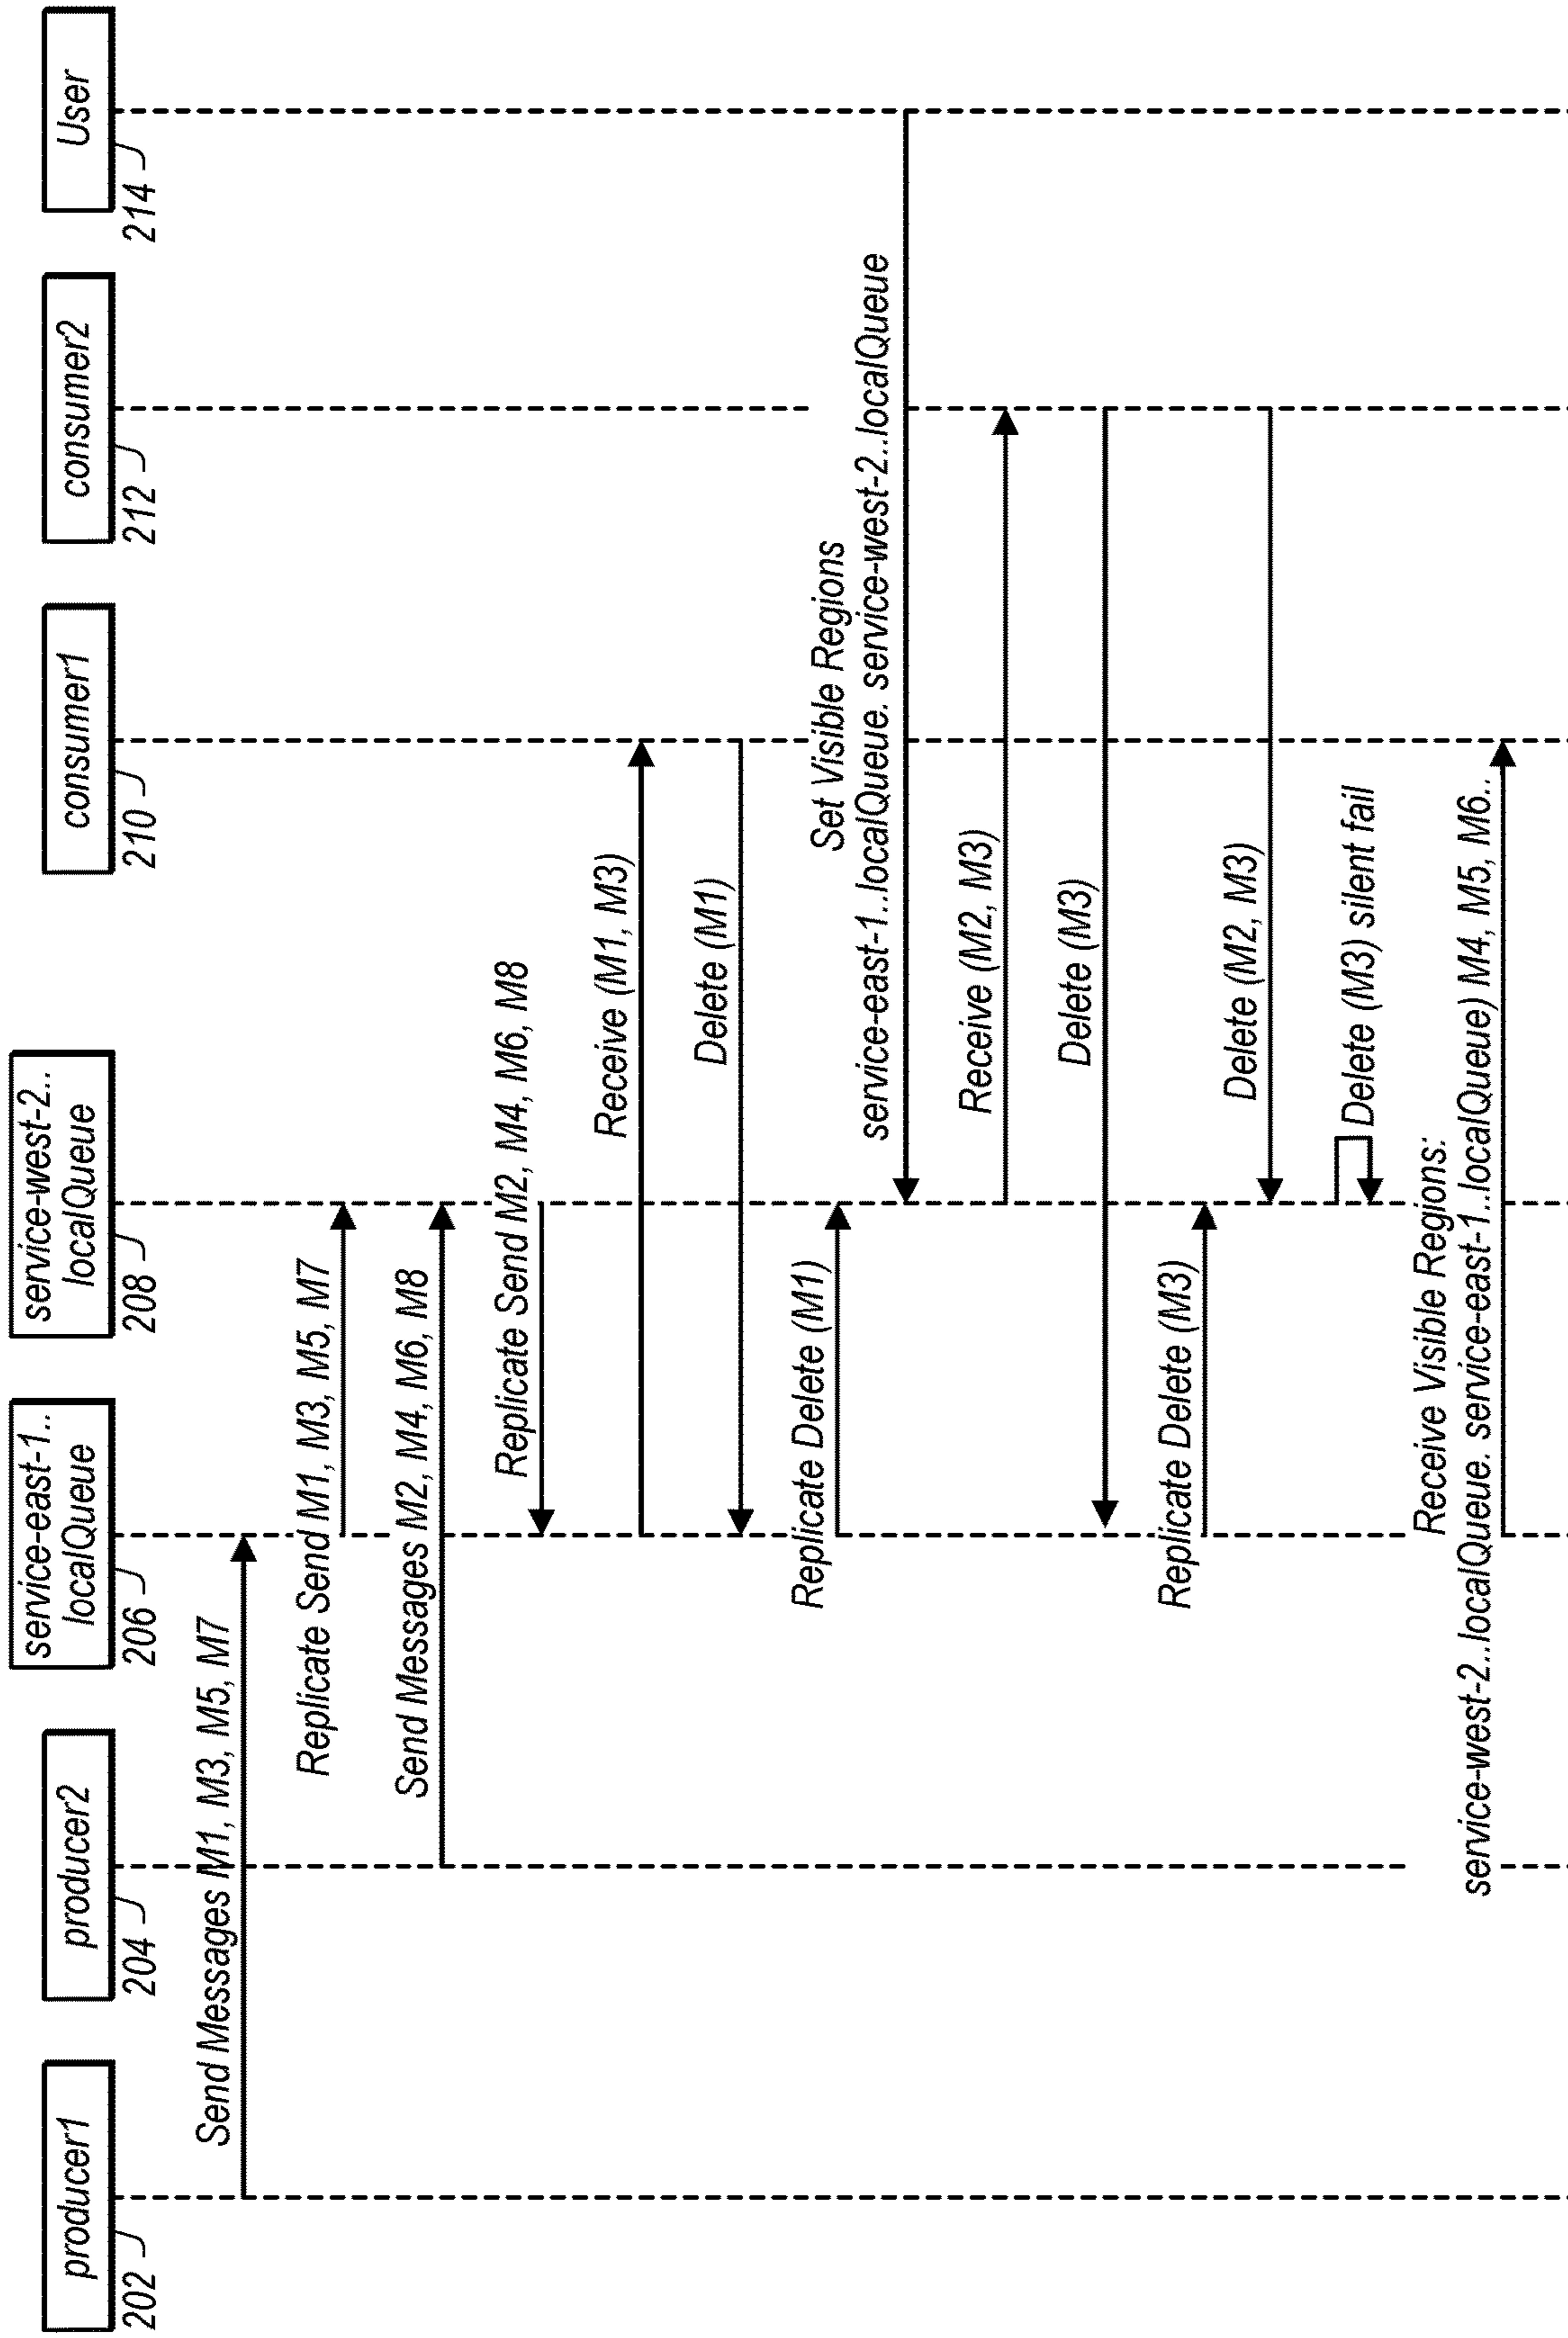 producer1
202
producer2
204
service-east-1..
localQueue
206
service-west-2..
localQueue
208
consumer1
210
consumer2
212
User
214
Send Messages M1, M3, M5, M7
Replicate Send M1, M3, M5, M7
Send Messages M2, M4, M6, M8
Replicate Send M2, M4, M6, M8
Receive (M1, M3)
Delete (M1)
Replicate Delete (M1)
Set Visible Regions
service-east-1..localQueue. service-west-2..localQueue
Receive (M2, M3)
Delete (M3)
Replicate Delete (M3)
Delete (M2, M3)
Delete (M3) silent fail
Receive Visible Regions:
service-west-2..localQueue. service-east-1..localQueue) M4, M5, M6..